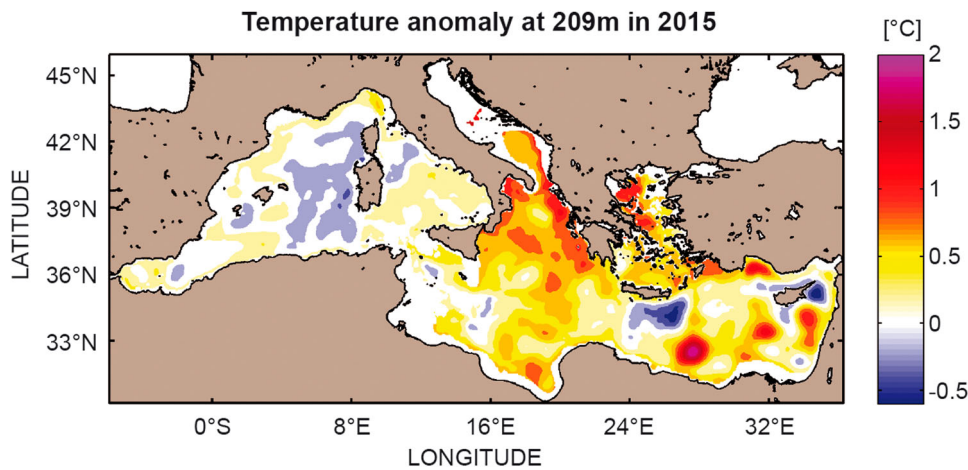 Temperature anomaly at 209m in 2015
[°C]
45°N
42°N
39°N
36°N
33°N
LATITUDE
2
1.5
1
0.5
0
-0.5
0°S
8°E
16°E
24°E
32°E
LONGITUDE